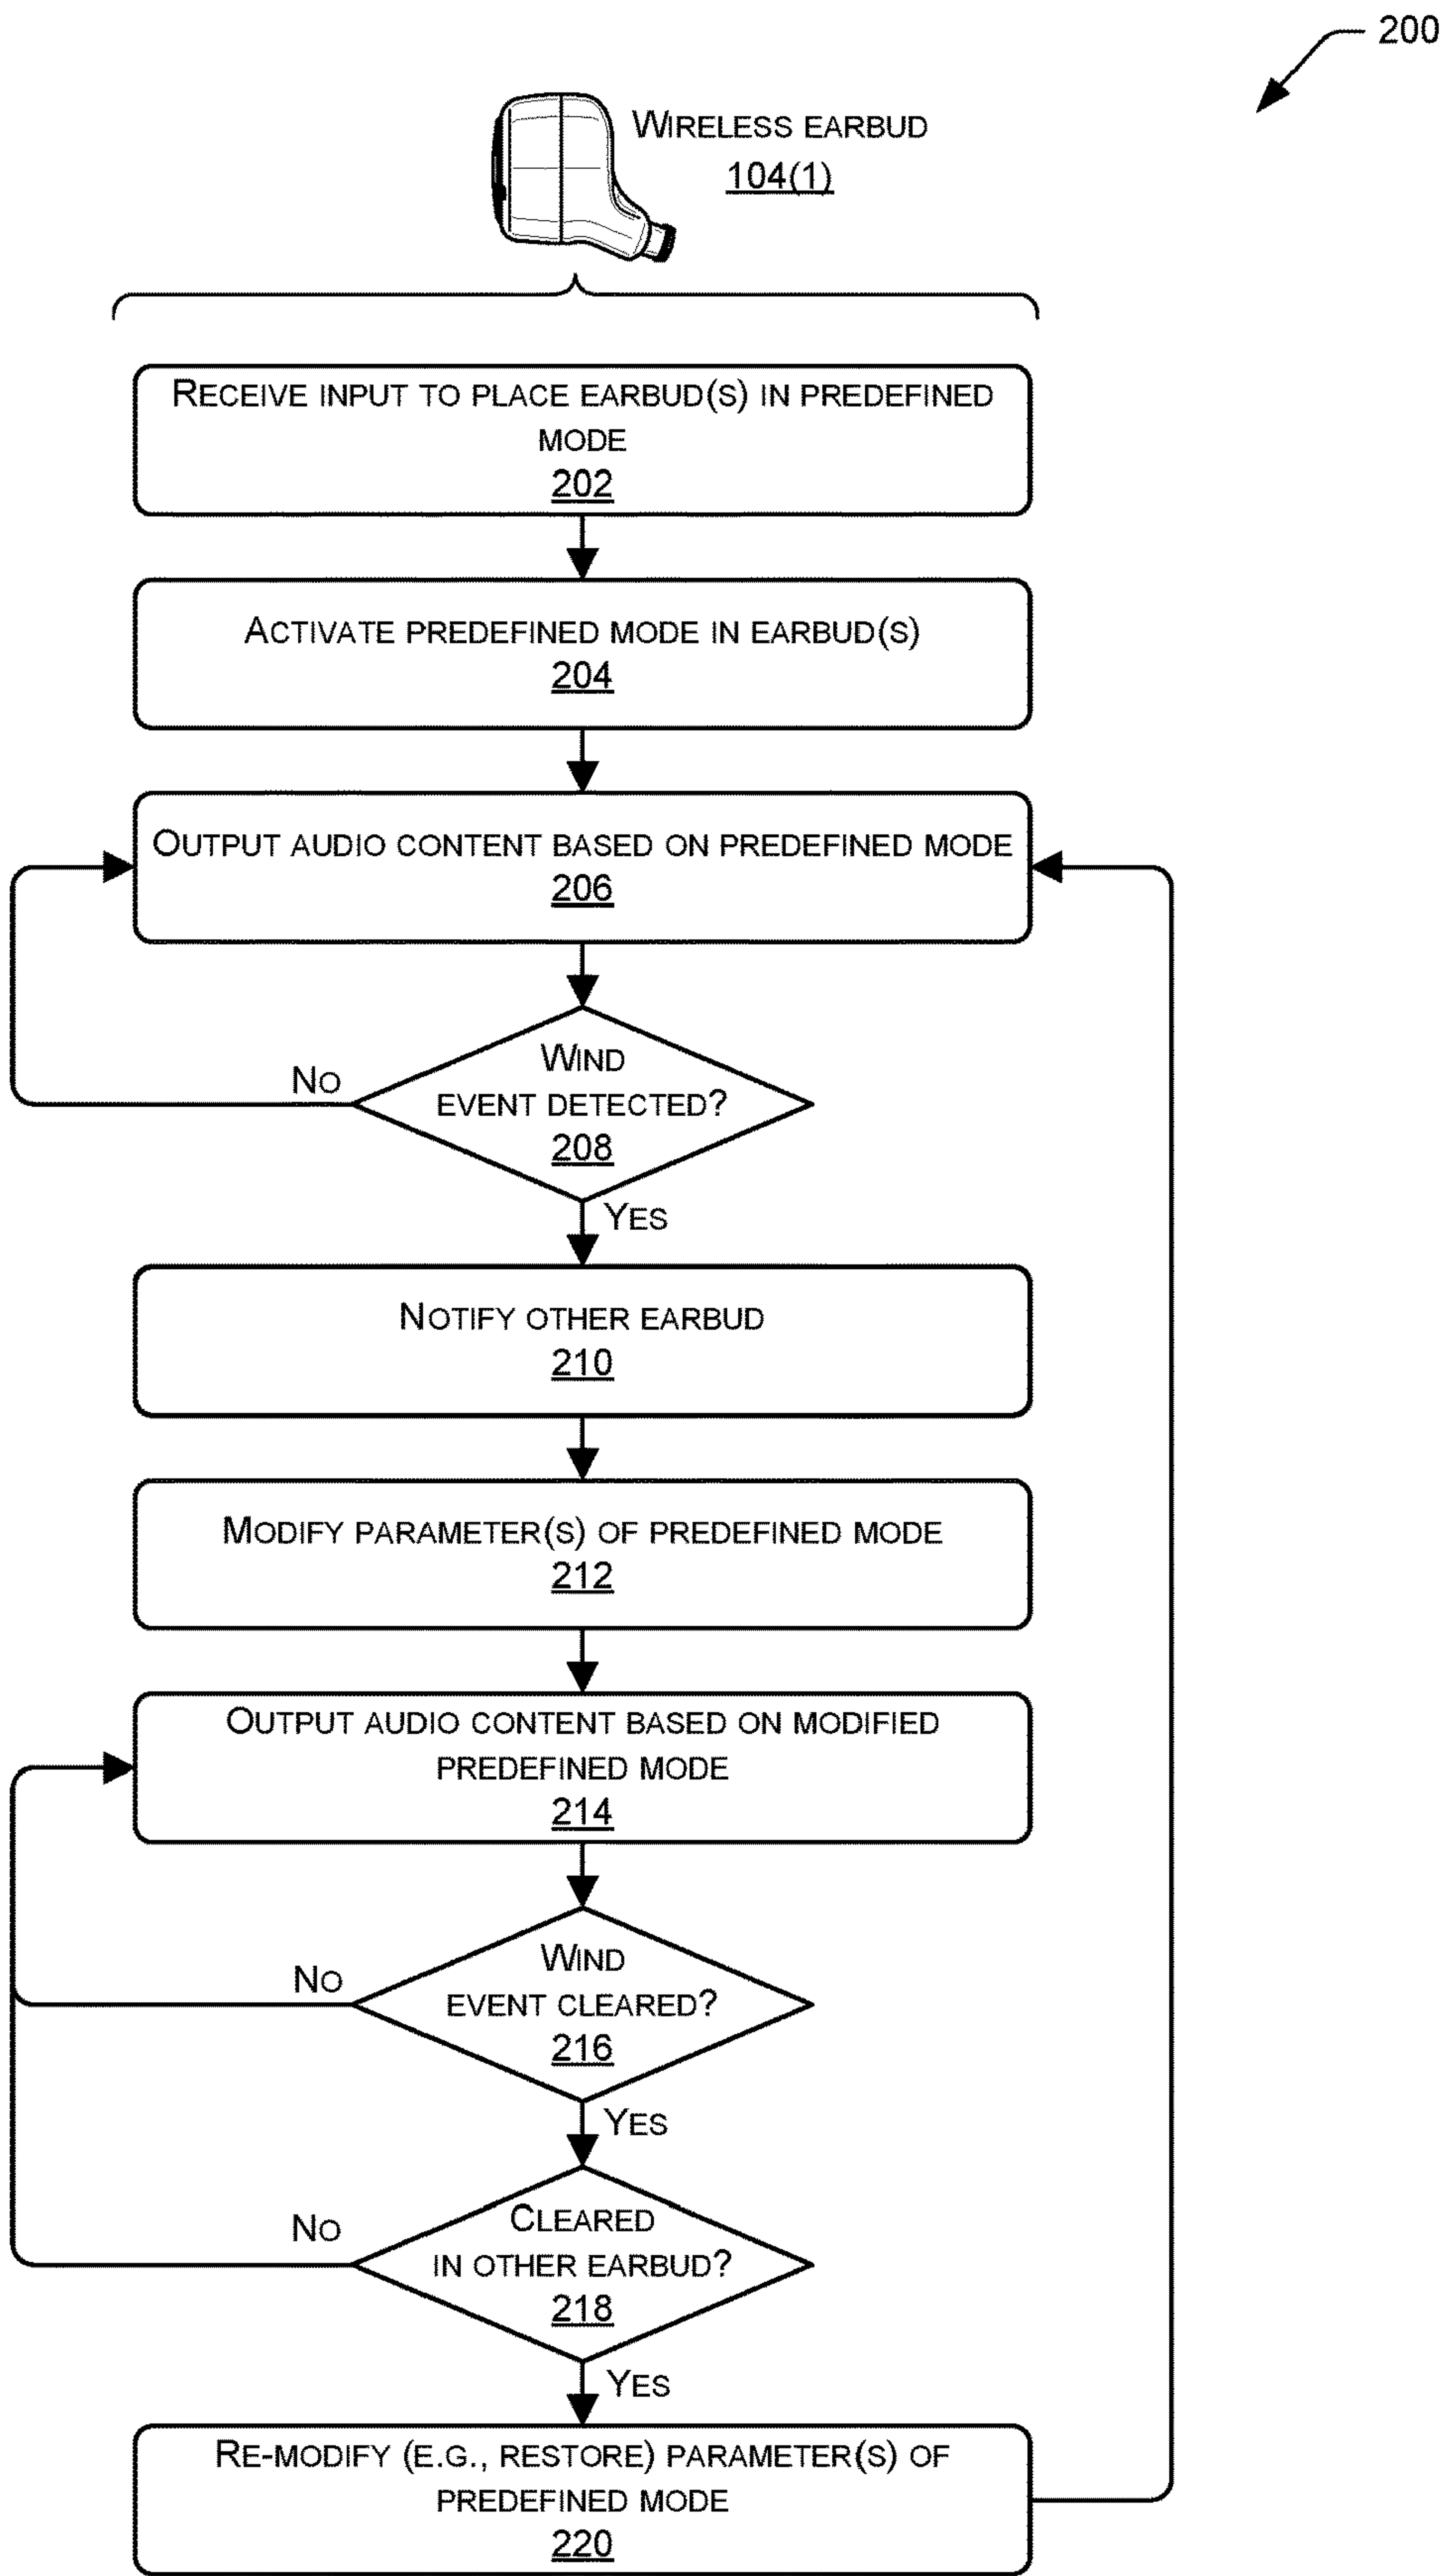 200
WIRELESS EARBUD
104(1)
RECEIVE INPUT TO PLACE EARBUD(S) IN PREDEFINED
MODE
202
ACTIVATE PREDEFINED MODE IN EARBUD(S)
204
OUTPUT AUDIO CONTENT BASED ON PREDEFINED MODE
206
WIND
NO
EVENT DETECTED?
208
YES
NOTIFY OTHER EARBUD
210
MODIFY PARAMETER(S) OF PREDEFINED MODE
212
OUTPUT AUDIO CONTENT BASED ON MODIFIED
PREDEFINED MODE
214
WIND
NO
EVENT CLEARED?
216
YES
CLEARED
NO
IN OTHER EARBUD?
218
YES
RE-MODIFY (E.G., RESTORE) PARAMETER(S) OF
PREDEFINED MODE
220